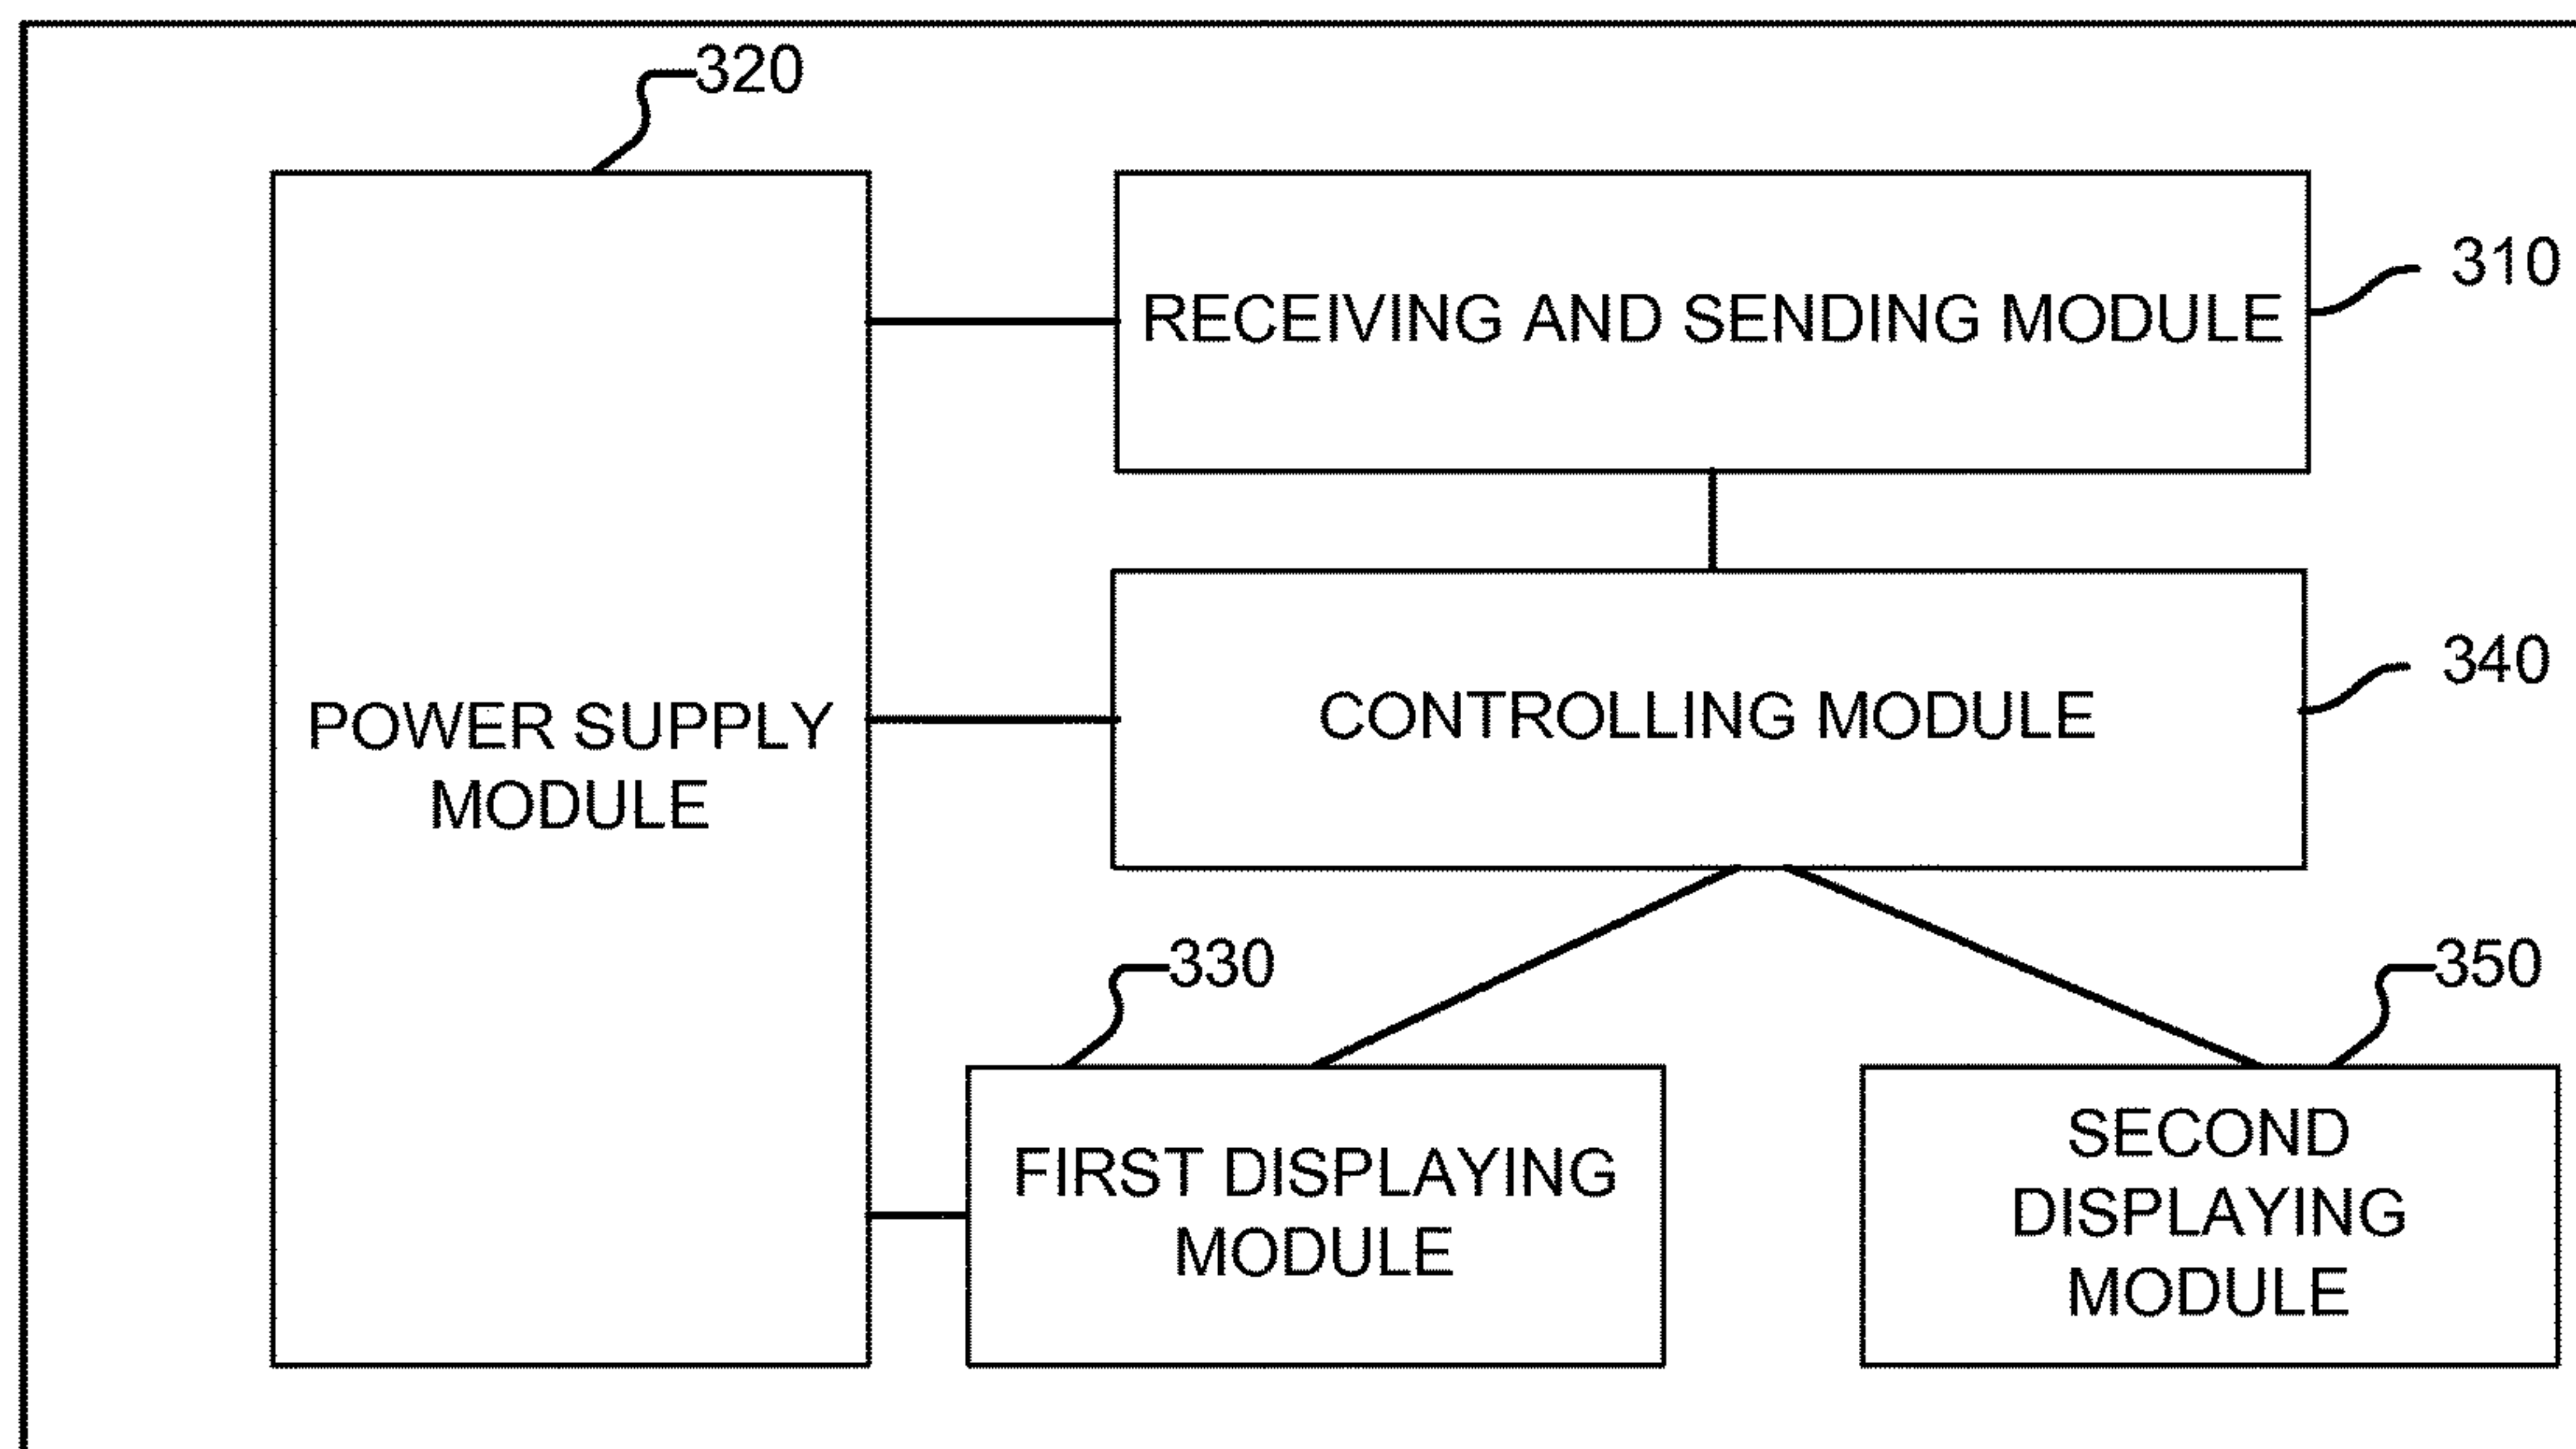 320
310
RECEIVING AND SENDING MODULE
340
POWER SUPPLY
MODULE
CONTROLLING MODULE
330
350
FIRST DISPLAYING
MODULE
SECOND
DISPLAYING
MODULE